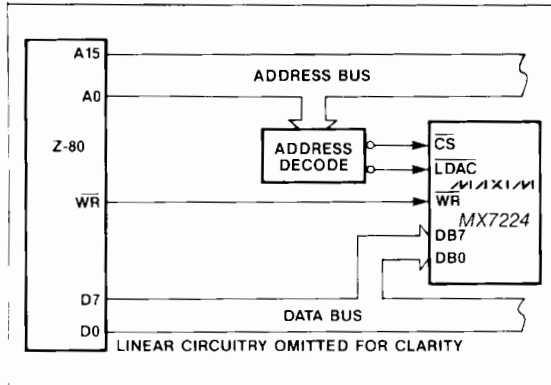 A15
ADDRESS BUS
A0
Z-80
ADDRESS
DECODE
CS
LDAC
MAXIM
WR
WR
MX7224
DB7
DB0
D7
DATA BUS
D0
LINEAR CIRCUITRY OMITTED FOR CLARITY